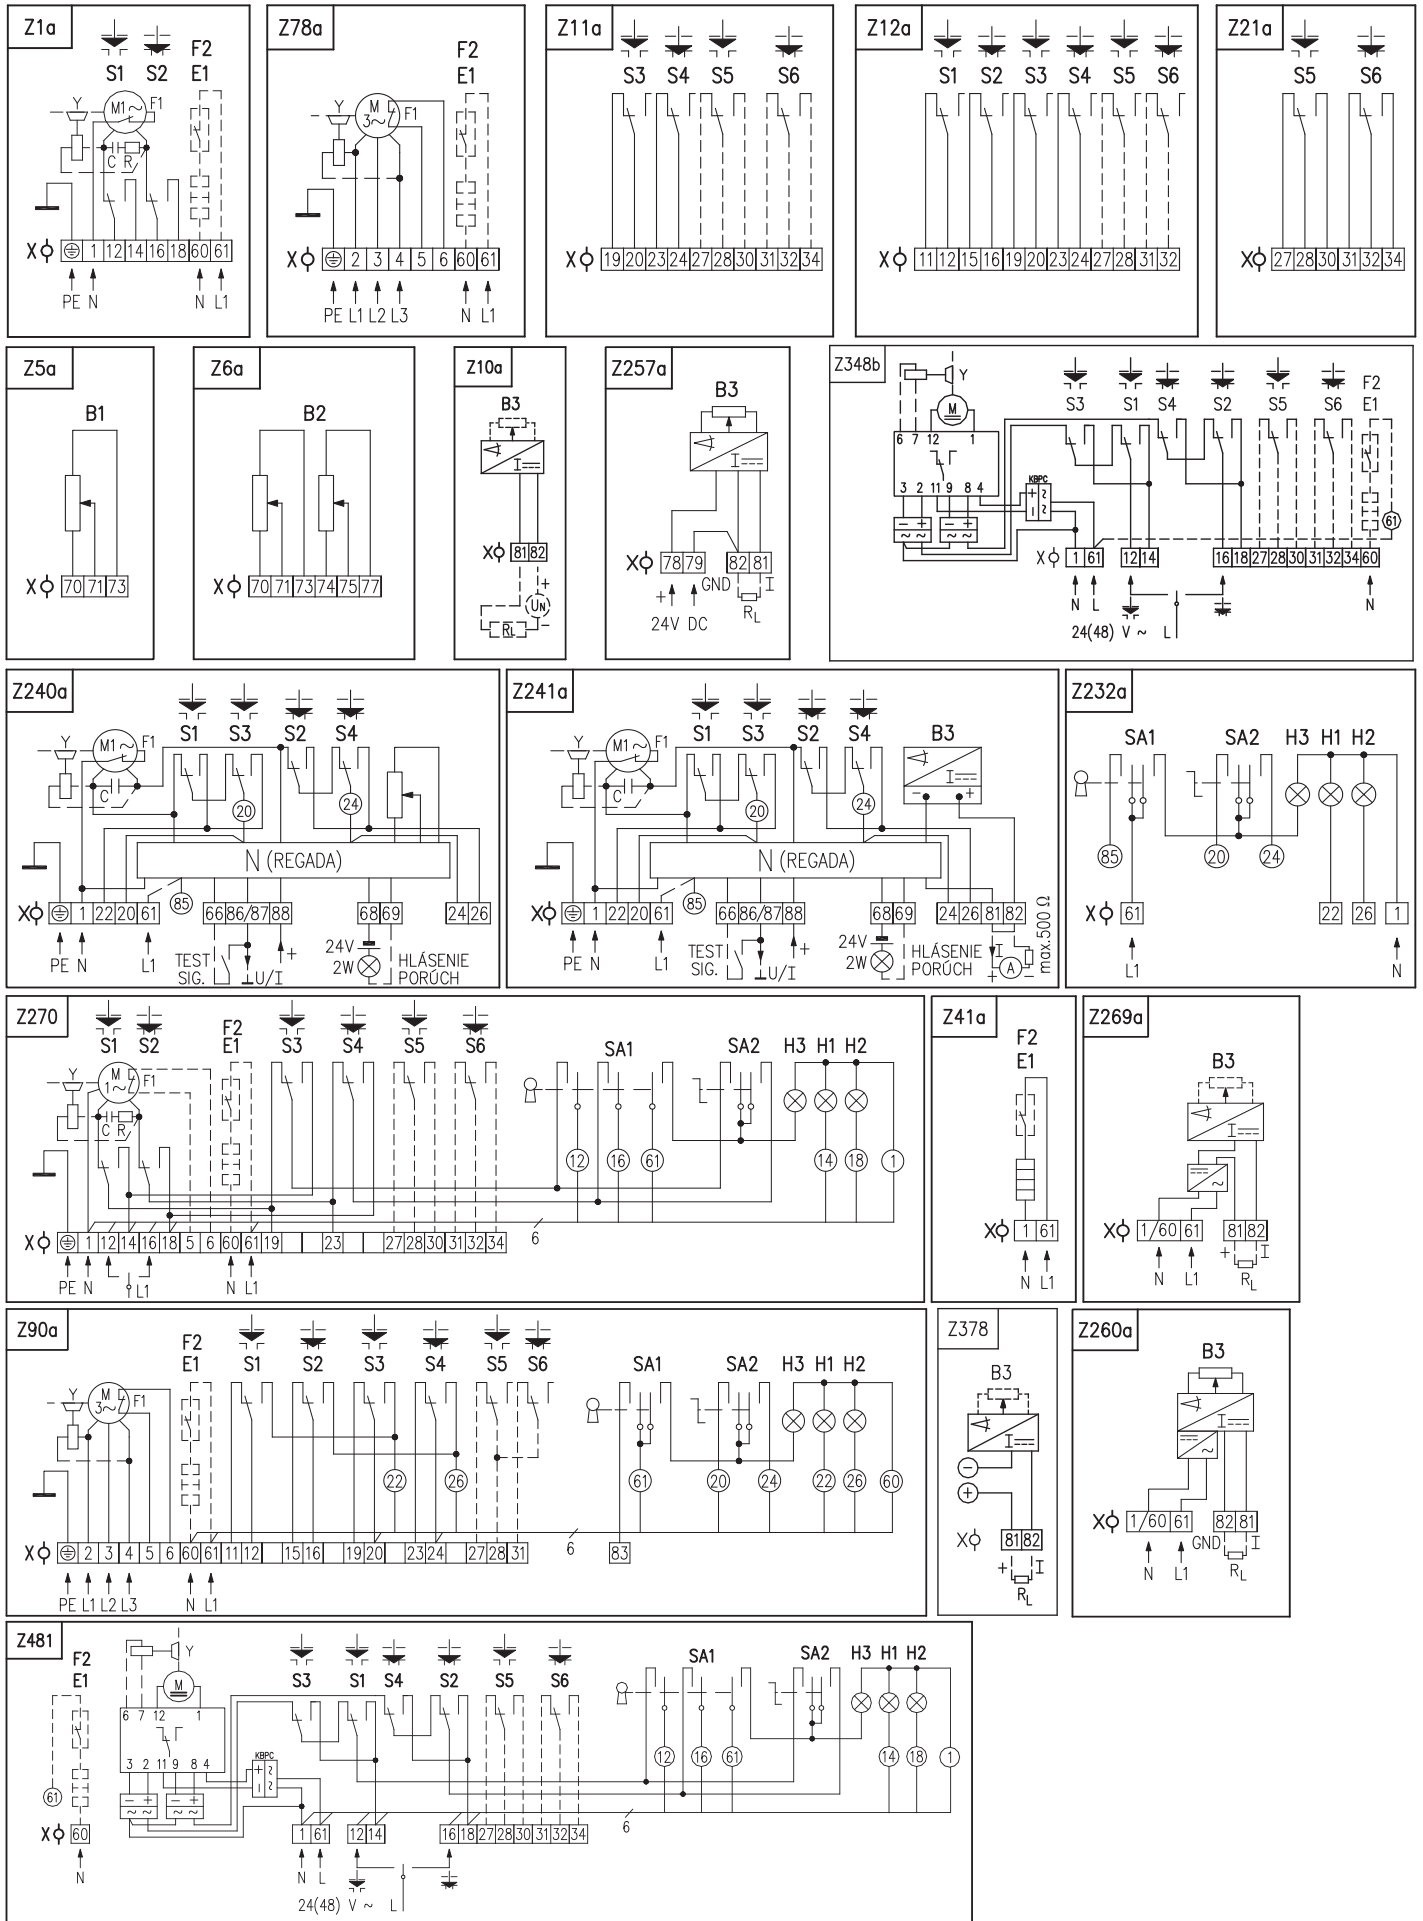 Z1a
S1 S2 F2
E1
Y M1 ~ F1
C R
X 1 12 14 16 18 60 61
PE N N L1
Z78a
F2
E1
M 3~ F1
Y
X 2 3 4 5 6 60 61
PE L1 L2 L3 N L1
Z11a
S3 S4 S5 S6
X 19 20 23 24 27 28 30 31 32 34
Z12a
S1 S2 S3 S4 S5 S6
X 11 12 15 16 19 20 23 24 27 28 31 32
Z21a
S5 S6
X 27 28 30 31 32 34
Z5a
B1
X 70 71 73
Z6a
B2
X 70 71 73 74 75 77
Z10a
B3
I
X 81 82
+
UN
RL −
Z257a
B3
I
X 78 79 82 81
+ GND I
24V DC RL
Z348b
Y
M
S3 S1 S4 S2 S5 S6 F2
E1
6 7 12 1
3 2 11 9 8 4
KBPC
+ ~
− ~
− + − +
~ ~ ~ ~
61
X 1 61 12 14 16 18 27 28 30 31 32 34 60
N L N
24(48) V ~ L
Z240a
S1 S3 S2 S4
Y M1 ~ F1
C
20 24
N (REGADA)
85
X 1 22 20 61 66 86/87 88 68 69 24 26
PE N L1
TEST
SIG. U/I +
24V
2W
HLÁSENIE
PORÚCH
Z241a
S1 S3 S2 S4 B3
Y M1 ~ F1
C
20 24
I
− +
N (REGADA)
85
X 1 22 20 61 66 86/87 88 68 69 24 26 81 82
PE N L1
TEST
SIG. U/I +
24V
2W
HLÁSENIE
PORÚCH
I
+ A −
max.500 Ω
Z232a
SA1 SA2 H3 H1 H2
85 20 24
X 61 22 26 1
L1 N
Z270
S1 S2 F2
E1 S3 S4 S5 S6
SA1 SA2 H3 H1 H2
Y M 1~ F1
C R
12 16 61 14 18 1
X 1 12 14 16 18 5 6 60 61 19 23 27 28 30 31 32 34
6
PE N L1 N L1
Z41a
F2
E1
X 1 61
N L1
Z269a
B3
I
~
X 1/60 61 81 82
+ I
N L1 RL
Z90a
F2
E1 S1 S2 S3 S4 S5 S6
SA1 SA2 H3 H1 H2
Y M 3~ F1
22 26 61 20 24 22 26 60
X 2 3 4 5 6 60 61 11 12 15 16 19 20 23 24 27 28 31 83
6
PE L1 L2 L3 N L1
Z378
B3
I
−
+
X 81 82
+ I
RL
Z260a
B3
I
~
X 1/60 61 82 81
GND I
N L1 RL
Z481
F2
E1
Y
M
S3 S1 S4 S2 S5 S6
SA1 SA2 H3 H1 H2
6 7 12 1
3 2 11 9 8 4
KBPC
+ ~
− ~
− + − +
~ ~ ~ ~
61
12 16 61 14 18 1
X 60 1 61 12 14 16 18 27 28 30 31 32 34
6
N N L
24(48) V ~ L